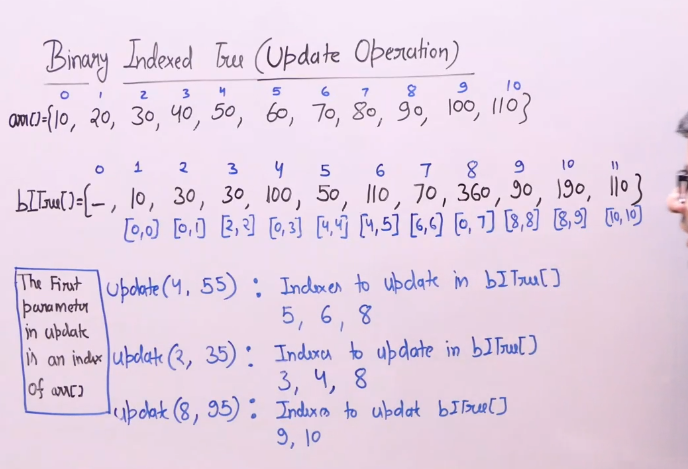 Binary Indexed Tree (Update Operation)
0 1 2 3 4 5 6 7 8 9 10
arr[]={10, 20, 30, 40, 50, 60, 70, 80, 90, 100, 110}
0 1 2 3 4 5 6 7 8 9 10 11
bITree[]={–, 10, 30, 30, 100, 50, 110, 70, 360, 90, 190, 110}
[0,0] [0,1] [2,2] [0,3] [4,4] [4,5] [6,6] [0,7] [8,8] [8,9] [10,10]
The First
parameter
in update
is an index
of arr[]
update(4, 55) : Indexes to update in bITree[]
5, 6, 8
update(2, 35) : Indexes to update in bITree[]
3, 4, 8
update(8, 95) : Indexes to updat bITree[]
9, 10